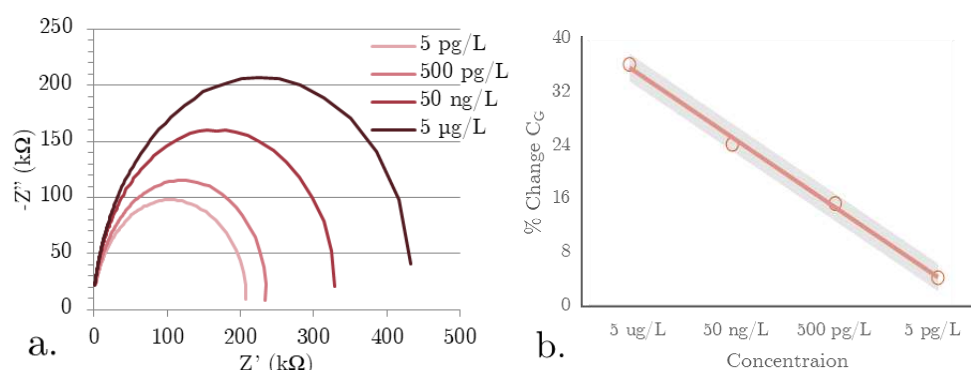 250
200
150
100
50
0
-Z" (kΩ)
5 pg/L
500 pg/L
50 ng/L
5 µg/L
0 100 200 300 400 500
Z' (kΩ)
a.
40
32
24
16
8
0
% Change C_G
5 ug/L 50 ng/L 500 pg/L 5 pg/L
Concentraion
b.